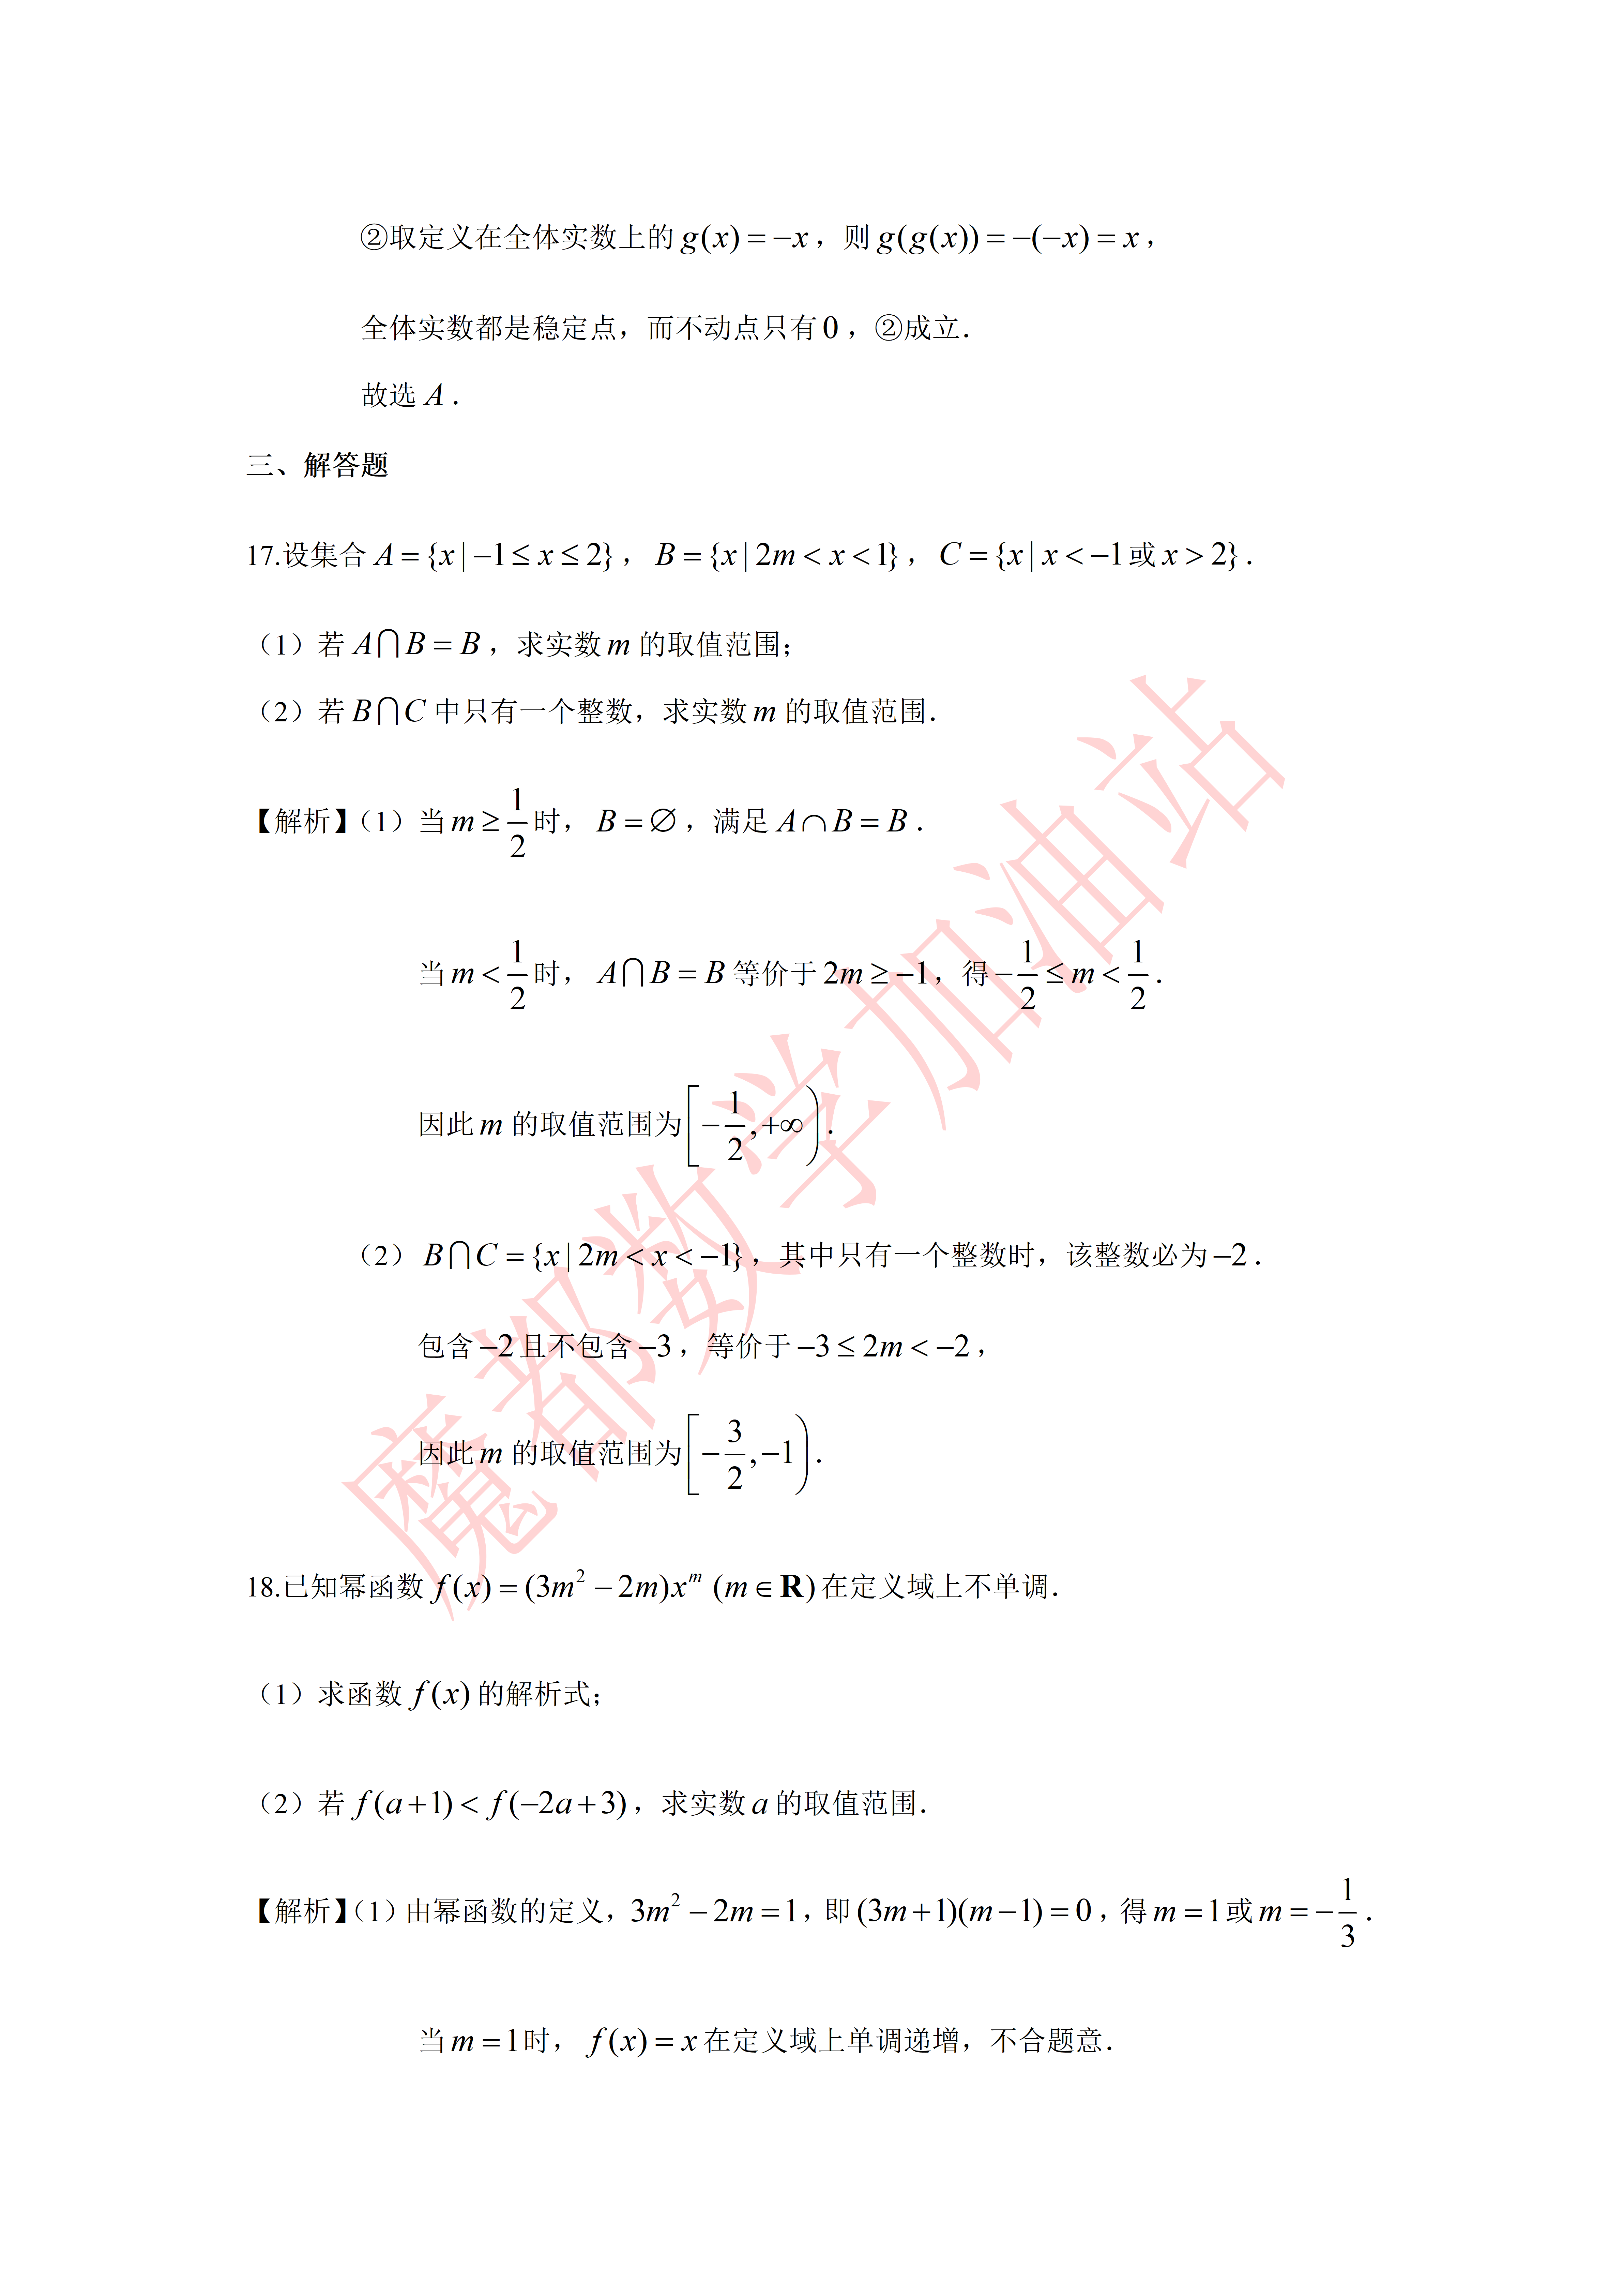 ②取定义在全体实数上的 g(x) = −x，则 g(g(x)) = −(−x) = x，
全体实数都是稳定点，而不动点只有 0，②成立．
故选 A．
三、解答题
17.设集合 A = {x | −1 ≤ x ≤ 2}，B = {x | 2m < x < 1}，C = {x | x < −1或 x > 2}．
（1）若 A⋂B = B，求实数 m 的取值范围；
（2）若 B⋂C 中只有一个整数，求实数 m 的取值范围．
【解析】（1）当 m ≥ 1/2 时，B = ∅，满足 A∩B = B．
当 m < 1/2 时，A⋂B = B 等价于 2m ≥ −1，得 −1/2 ≤ m < 1/2．
因此 m 的取值范围为 [−1/2, +∞)．
（2）B⋂C = {x | 2m < x < −1}，其中只有一个整数时，该整数必为 −2．
包含 −2 且不包含 −3，等价于 −3 ≤ 2m < −2，
因此 m 的取值范围为 [−3/2, −1)．
18.已知幂函数 f(x) = (3m² − 2m)xᵐ (m ∈ R) 在定义域上不单调．
（1）求函数 f(x) 的解析式；
（2）若 f(a+1) < f(−2a+3)，求实数 a 的取值范围．
【解析】（1）由幂函数的定义，3m² − 2m = 1，即 (3m+1)(m−1) = 0，得 m = 1或 m = −1/3．
当 m = 1时，f(x) = x 在定义域上单调递增，不合题意．
魔都数学加油站